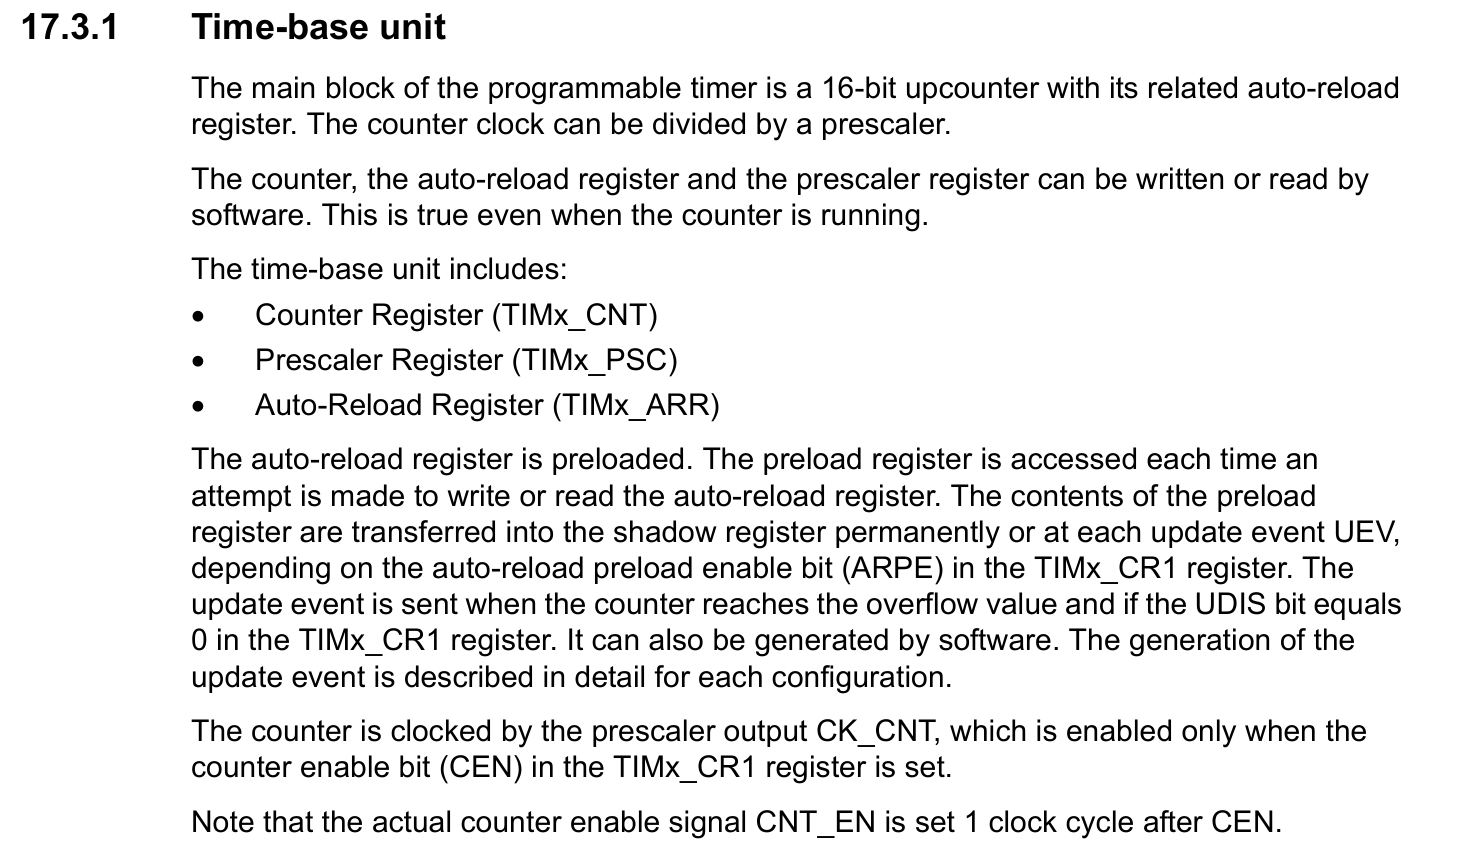 17.3.1 Time-base unit
The main block of the programmable timer is a 16-bit upcounter with its related auto-reload
register. The counter clock can be divided by a prescaler.
The counter, the auto-reload register and the prescaler register can be written or read by
software. This is true even when the counter is running.
The time-base unit includes:
• Counter Register (TIMx_CNT)
• Prescaler Register (TIMx_PSC)
• Auto-Reload Register (TIMx_ARR)
The auto-reload register is preloaded. The preload register is accessed each time an
attempt is made to write or read the auto-reload register. The contents of the preload
register are transferred into the shadow register permanently or at each update event UEV,
depending on the auto-reload preload enable bit (ARPE) in the TIMx_CR1 register. The
update event is sent when the counter reaches the overflow value and if the UDIS bit equals
0 in the TIMx_CR1 register. It can also be generated by software. The generation of the
update event is described in detail for each configuration.
The counter is clocked by the prescaler output CK_CNT, which is enabled only when the
counter enable bit (CEN) in the TIMx_CR1 register is set.
Note that the actual counter enable signal CNT_EN is set 1 clock cycle after CEN.